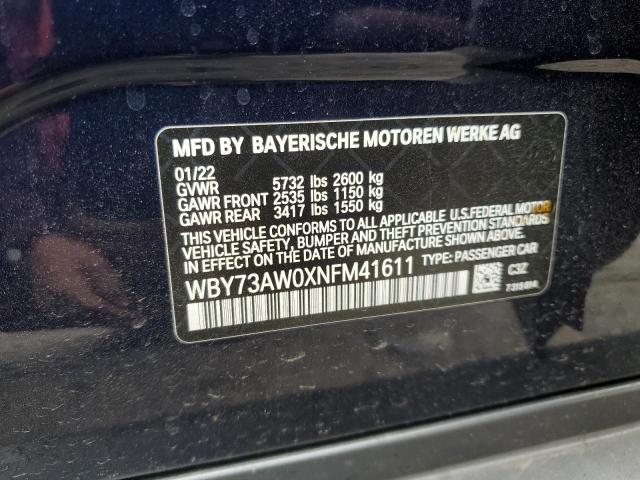 MFD BY BAYERISCHE MOTOREN WERKE AG
01/22
GVWR 5732 lbs 2600 kg
GAWR FRONT 2535 lbs 1150 kg
GAWR REAR 3417 lbs 1550 kg
THIS VEHICLE CONFORMS TO ALL APPLICABLE U.S.FEDERAL MOTOR
VEHICLE SAFETY, BUMPER AND THEFT PREVENTION STANDARDS
IN EFFECT ON THE DATE OF MANUFACTURE SHOWN ABOVE.
WBY73AW0XNFM41611 TYPE: PASSENGER CAR
C3Z